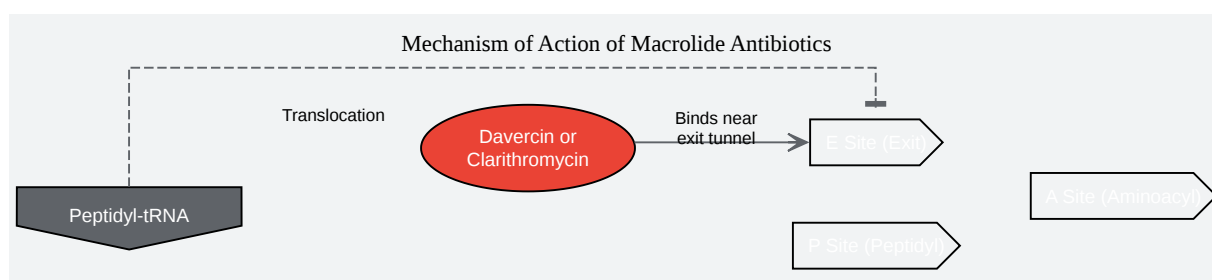 Mechanism of Action of Macrolide Antibiotics
Translocation
Davercin or
Clarithromycin
Binds near
exit tunnel
E Site (Exit)
A Site (Aminoacyl)
Peptidyl-tRNA
P Site (Peptidyl)